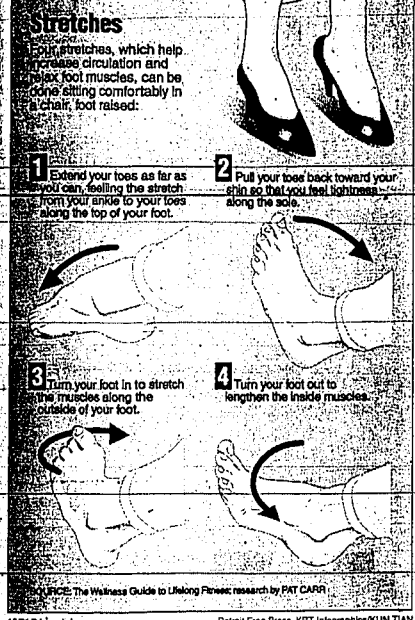 Stretches
Four stretches, which help
increase circulation and
relax foot muscles, can be
done sitting comfortably in
a chair, foot raised:
1 Extend your toes as far as
you can, feeling the stretch
from your ankle to your toes
along the top of your foot.
2 Pull your toes back toward your
shin so that you feel tightness
along the sole.
3 Turn your foot in to stretch
the muscles along the
outside of your foot.
4 Turn your foot out to
lengthen the inside muscles.
SOURCE: The Wellness Guide to Lifelong Fitness; research by PAT CARR
Detroit Free Press, KRT Infographics/KUN TIAN